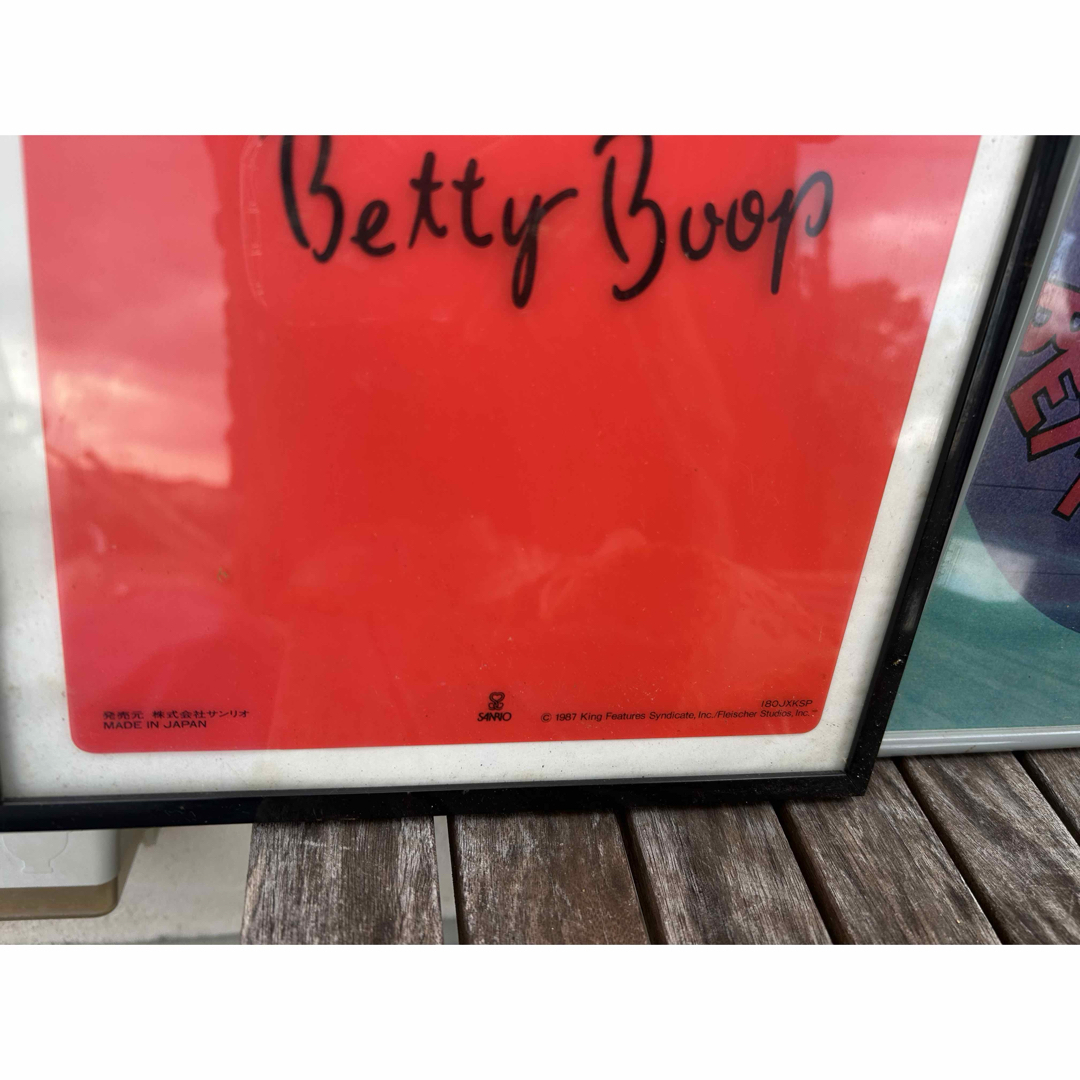 Betty Boop
発売元 株式会社サンリオ
MADE IN JAPAN
SANRIO
180JXKSP
© 1987 King Features Syndicate, Inc./Fleischer Studios, Inc.™